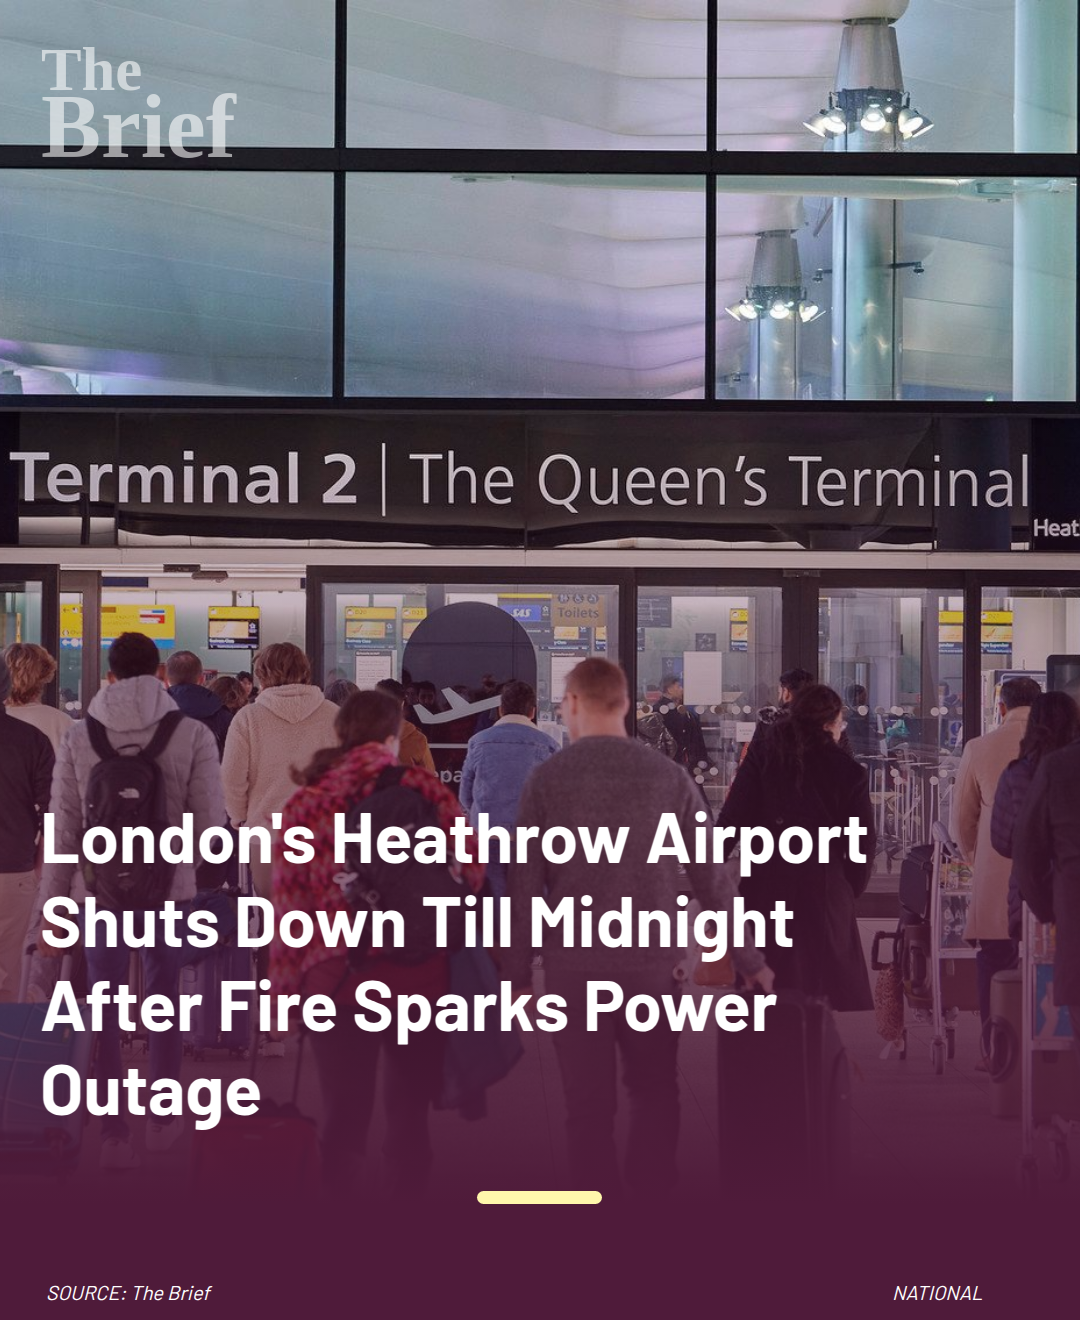 The
Brief
Terminal 2 | The Queen's Terminal
Heat
SAS
Toilets
epa
London's Heathrow Airport
Shuts Down Till Midnight
After Fire Sparks Power
Outage
SOURCE: The Brief
NATIONAL